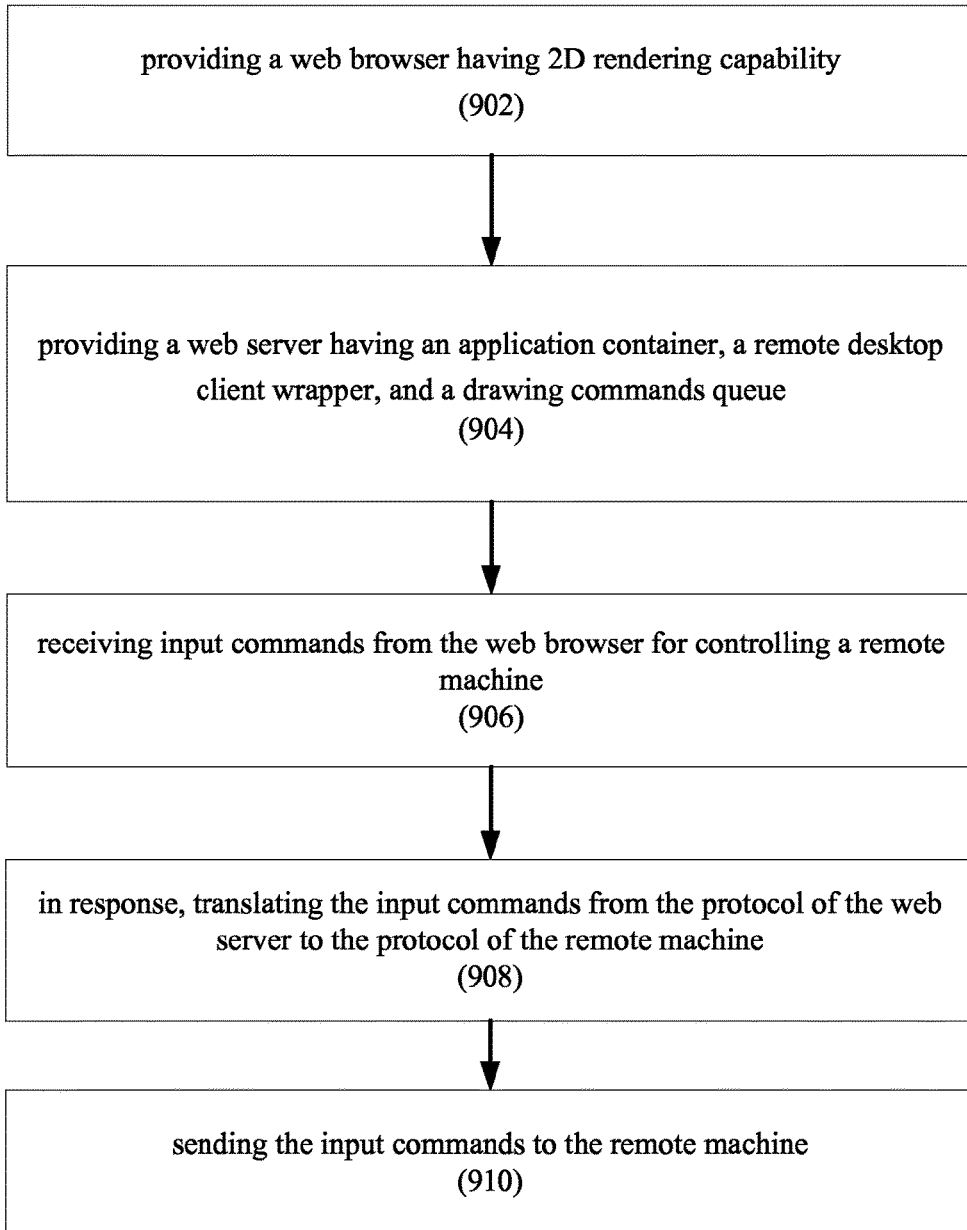 providing a web browser having 2D rendering capability
(902)
providing a web server having an application container, a remote desktop
client wrapper, and a drawing commands queue
(904)
receiving input commands from the web browser for controlling a remote
machine
(906)
in response, translating the input commands from the protocol of the web
server to the protocol of the remote machine
(908)
sending the input commands to the remote machine
(910)